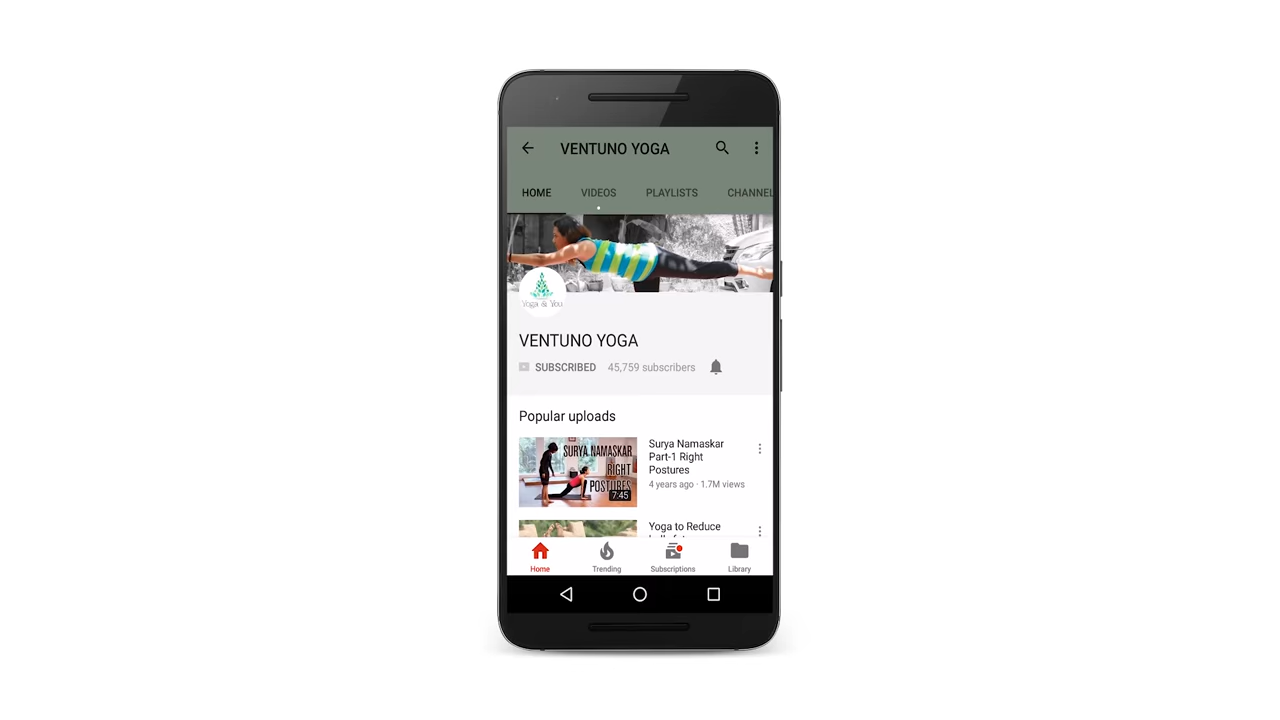 VENTUNO YOGA
HOME VIDEOS PLAYLISTS CHANNEL
Yoga & You
VENTUNO YOGA
SUBSCRIBED 45,759 subscribers
Popular uploads
SURYA NAMASKAR
RIGHT
POSTURES
7:45
Surya Namaskar
Part-1 Right
Postures
4 years ago · 1.7M views
Yoga to Reduce
Home Trending Subscriptions Library